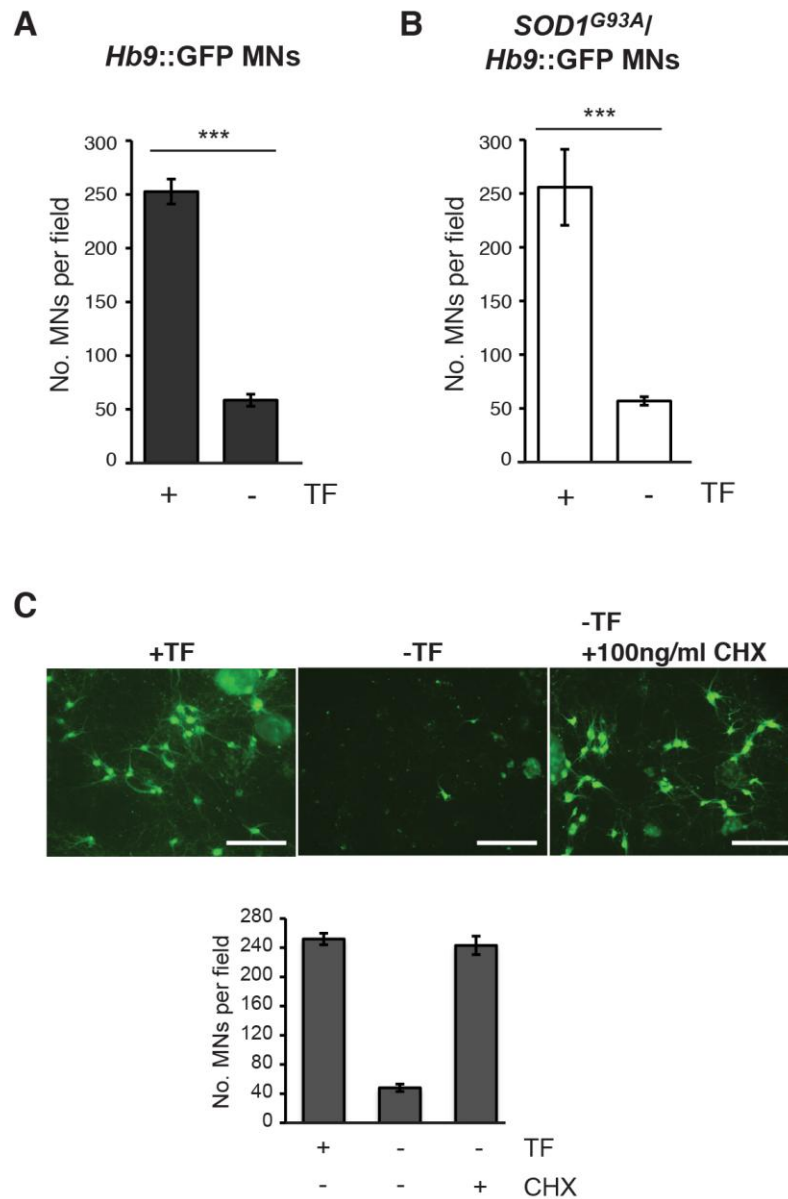 A
Hb9::GFP MNs
***
No. MNs per field
300
250
200
150
100
50
0
+ - TF
B
SOD1G93A/
Hb9::GFP MNs
***
No. MNs per field
300
250
200
150
100
50
0
+ - TF
C
+TF
-TF
-TF
+100ng/ml CHX
No. MNs per field
280
240
200
160
120
80
40
0
+ - - TF
- - + CHX